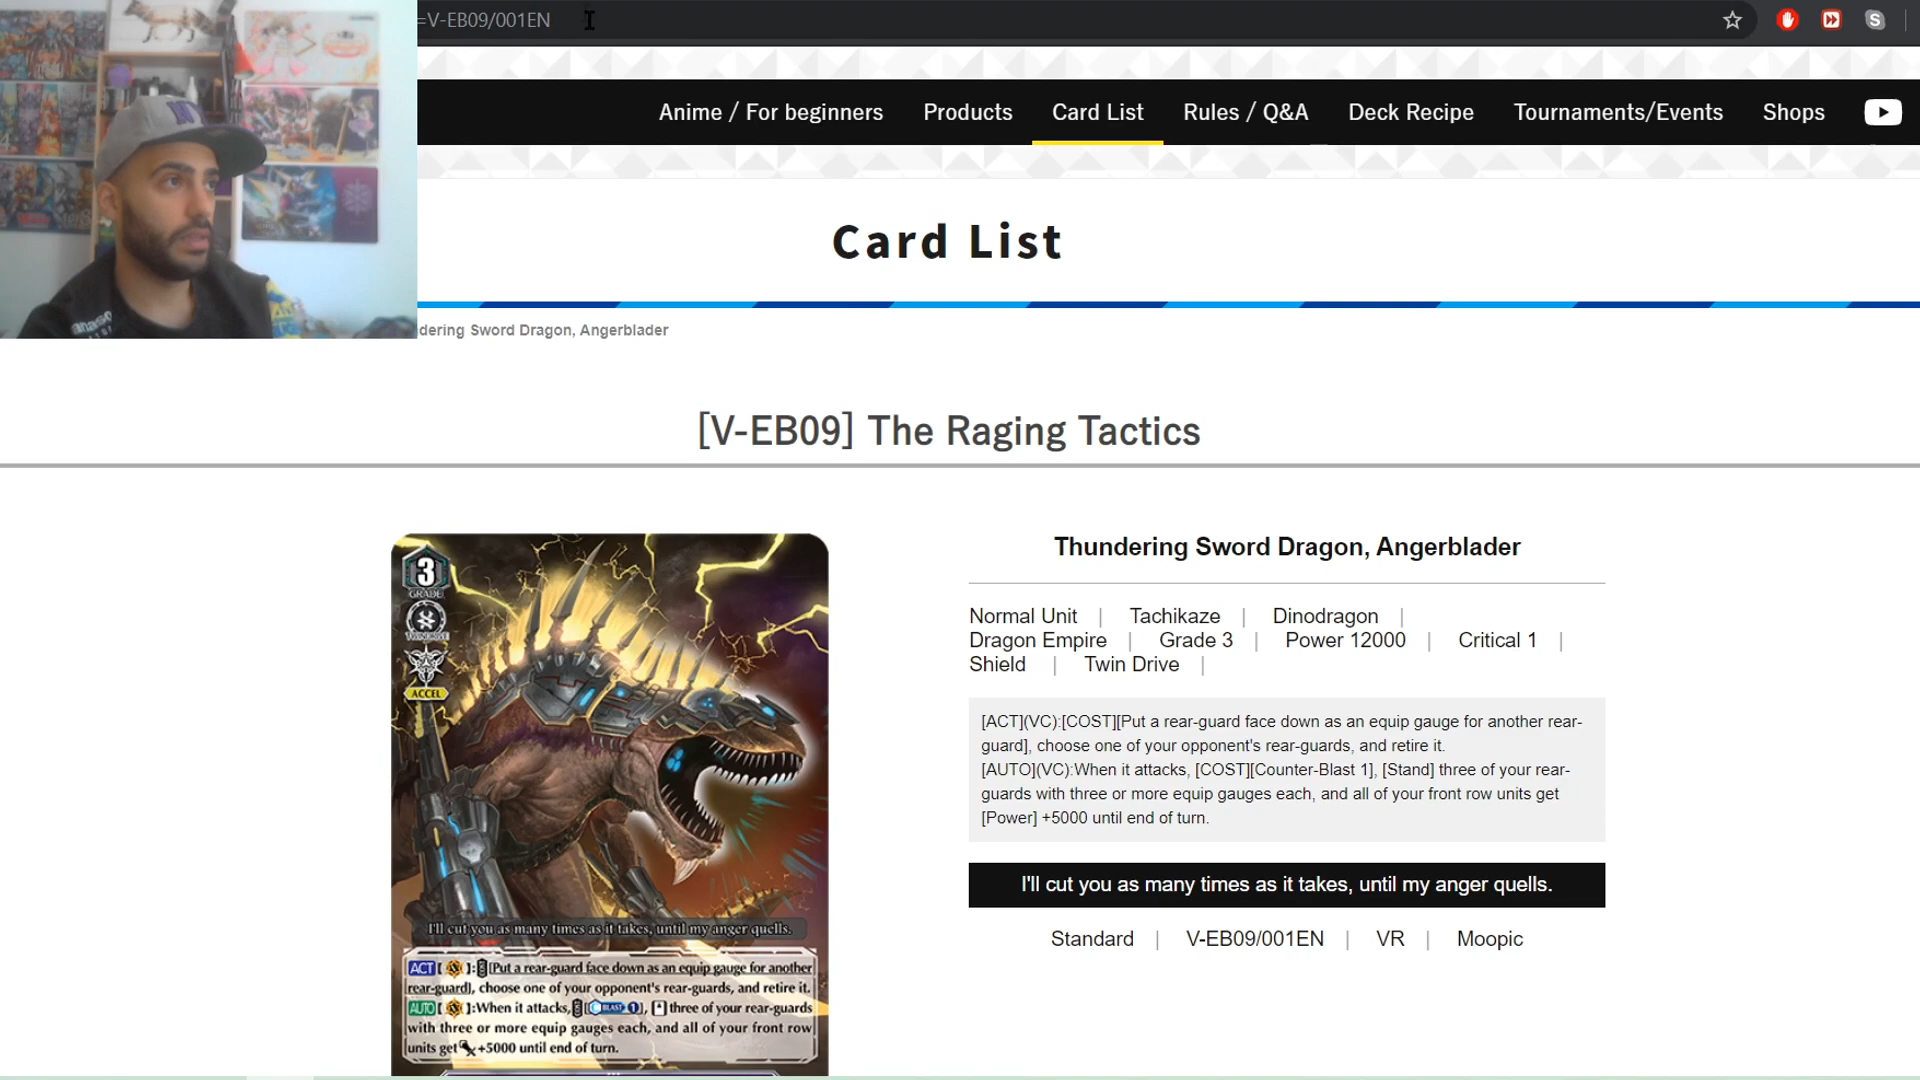 =V-EB09/001EN
S
Anime / For beginners Products Card List Rules / Q&A Deck Recipe Tournaments/Events Shops
Card List
dering Sword Dragon, Angerblader
[V-EB09] The Raging Tactics
Thundering Sword Dragon, Angerblader
Normal Unit | Tachikaze | Dinodragon |
Dragon Empire | Grade 3 | Power 12000 | Critical 1 |
Shield | Twin Drive |
[ACT](VC):[COST][Put a rear-guard face down as an equip gauge for another rear-
guard], choose one of your opponent's rear-guards, and retire it.
[AUTO](VC):When it attacks, [COST][Counter-Blast 1], [Stand] three of your rear-
guards with three or more equip gauges each, and all of your front row units get
[Power] +5000 until end of turn.
I'll cut you as many times as it takes, until my anger quells.
Standard | V-EB09/001EN | VR | Moopic
3
GRADE
TWINDRIVE
ACCEL
I'll cut you as many times as it takes, until my anger quells.
ACT[ ]:[Put a rear-guard face down as an equip gauge for another
rear-guard], choose one of your opponent's rear-guards, and retire it.
AUTO[ ]:When it attacks,[BLAST 1], three of your rear-guards
with three or more equip gauges each, and all of your front row
units get +5000 until end of turn.